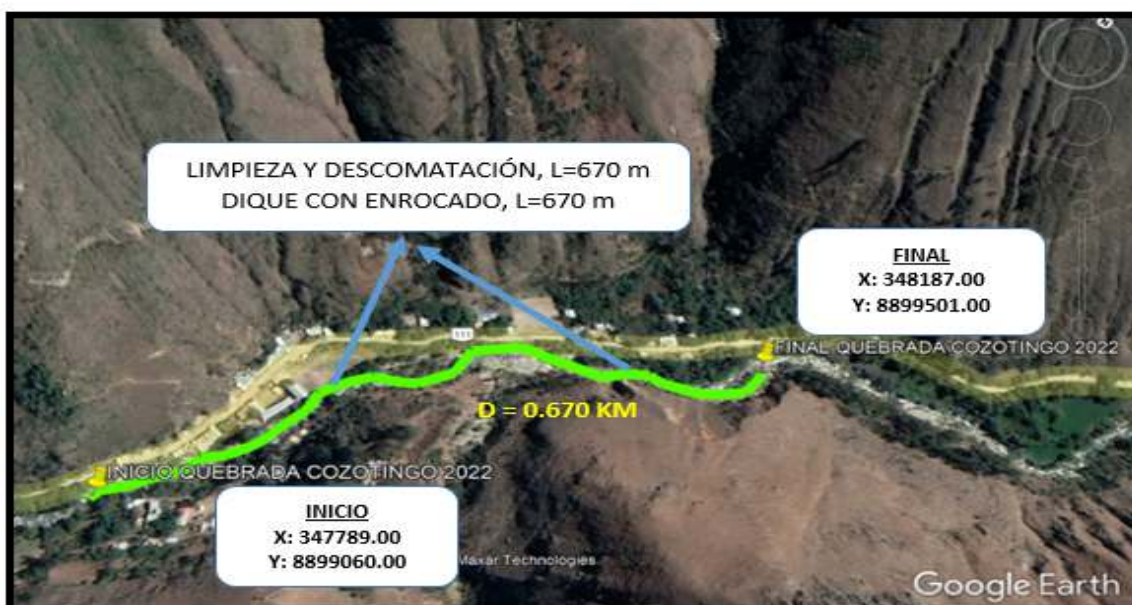 LIMPIEZA Y DESCOMATACIÓN, L=670 m
DIQUE CON ENROCADO, L=670 m
FINAL
X: 348187.00
Y: 8899501.00
FINAL QUEBRADA COZOTINGO 2022
D = 0.670 KM
INICIO QUEBRADA COZOTINGO 2022
INICIO
X: 347789.00
Y: 8899060.00
Maxar Technologies
Google Earth